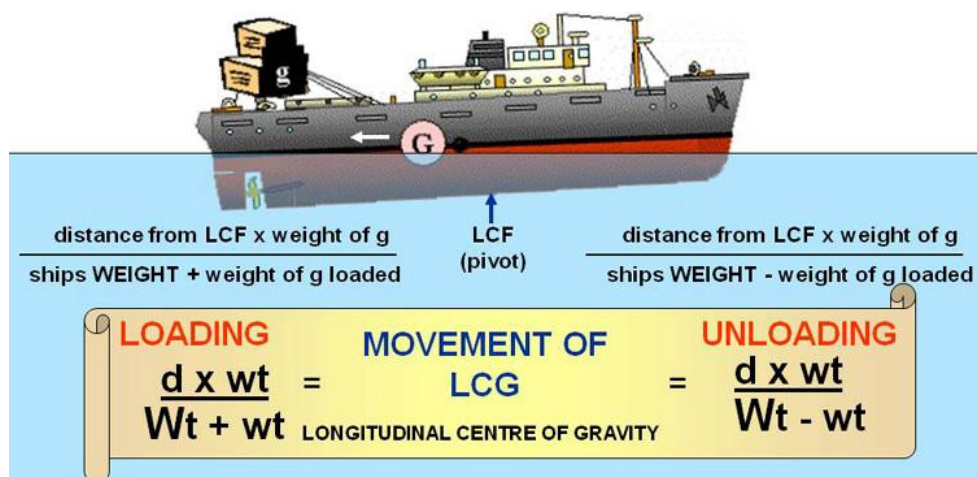 g
G
distance from LCF x weight of g
ships WEIGHT + weight of g loaded
LCF
(pivot)
distance from LCF x weight of g
ships WEIGHT - weight of g loaded
LOADING
d x wt
Wt + wt
=
MOVEMENT OF
LCG
LONGITUDINAL CENTRE OF GRAVITY
=
UNLOADING
d x wt
Wt - wt